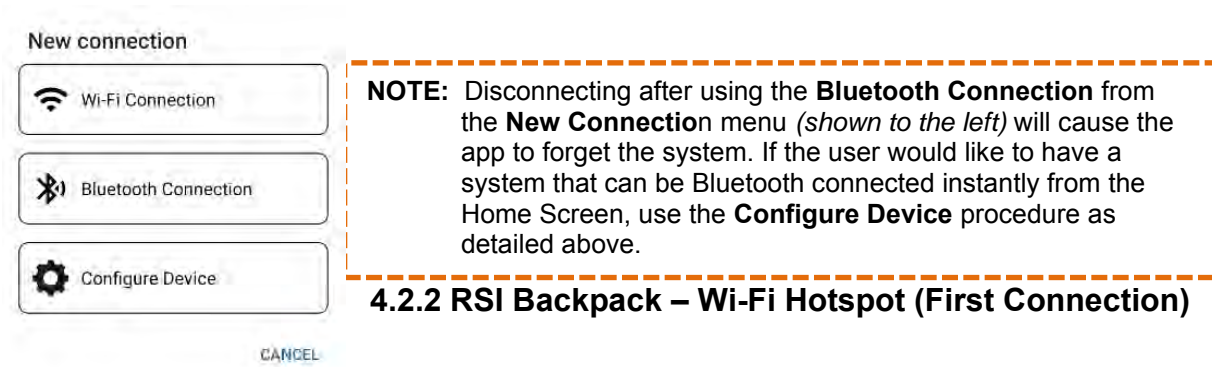 New connection
Wi-Fi Connection
Bluetooth Connection
Configure Device
CANCEL
NOTE: Disconnecting after using the Bluetooth Connection from
the New Connection menu (shown to the left) will cause the
app to forget the system. If the user would like to have a
system that can be Bluetooth connected instantly from the
Home Screen, use the Configure Device procedure as
detailed above.
4.2.2 RSI Backpack – Wi-Fi Hotspot (First Connection)